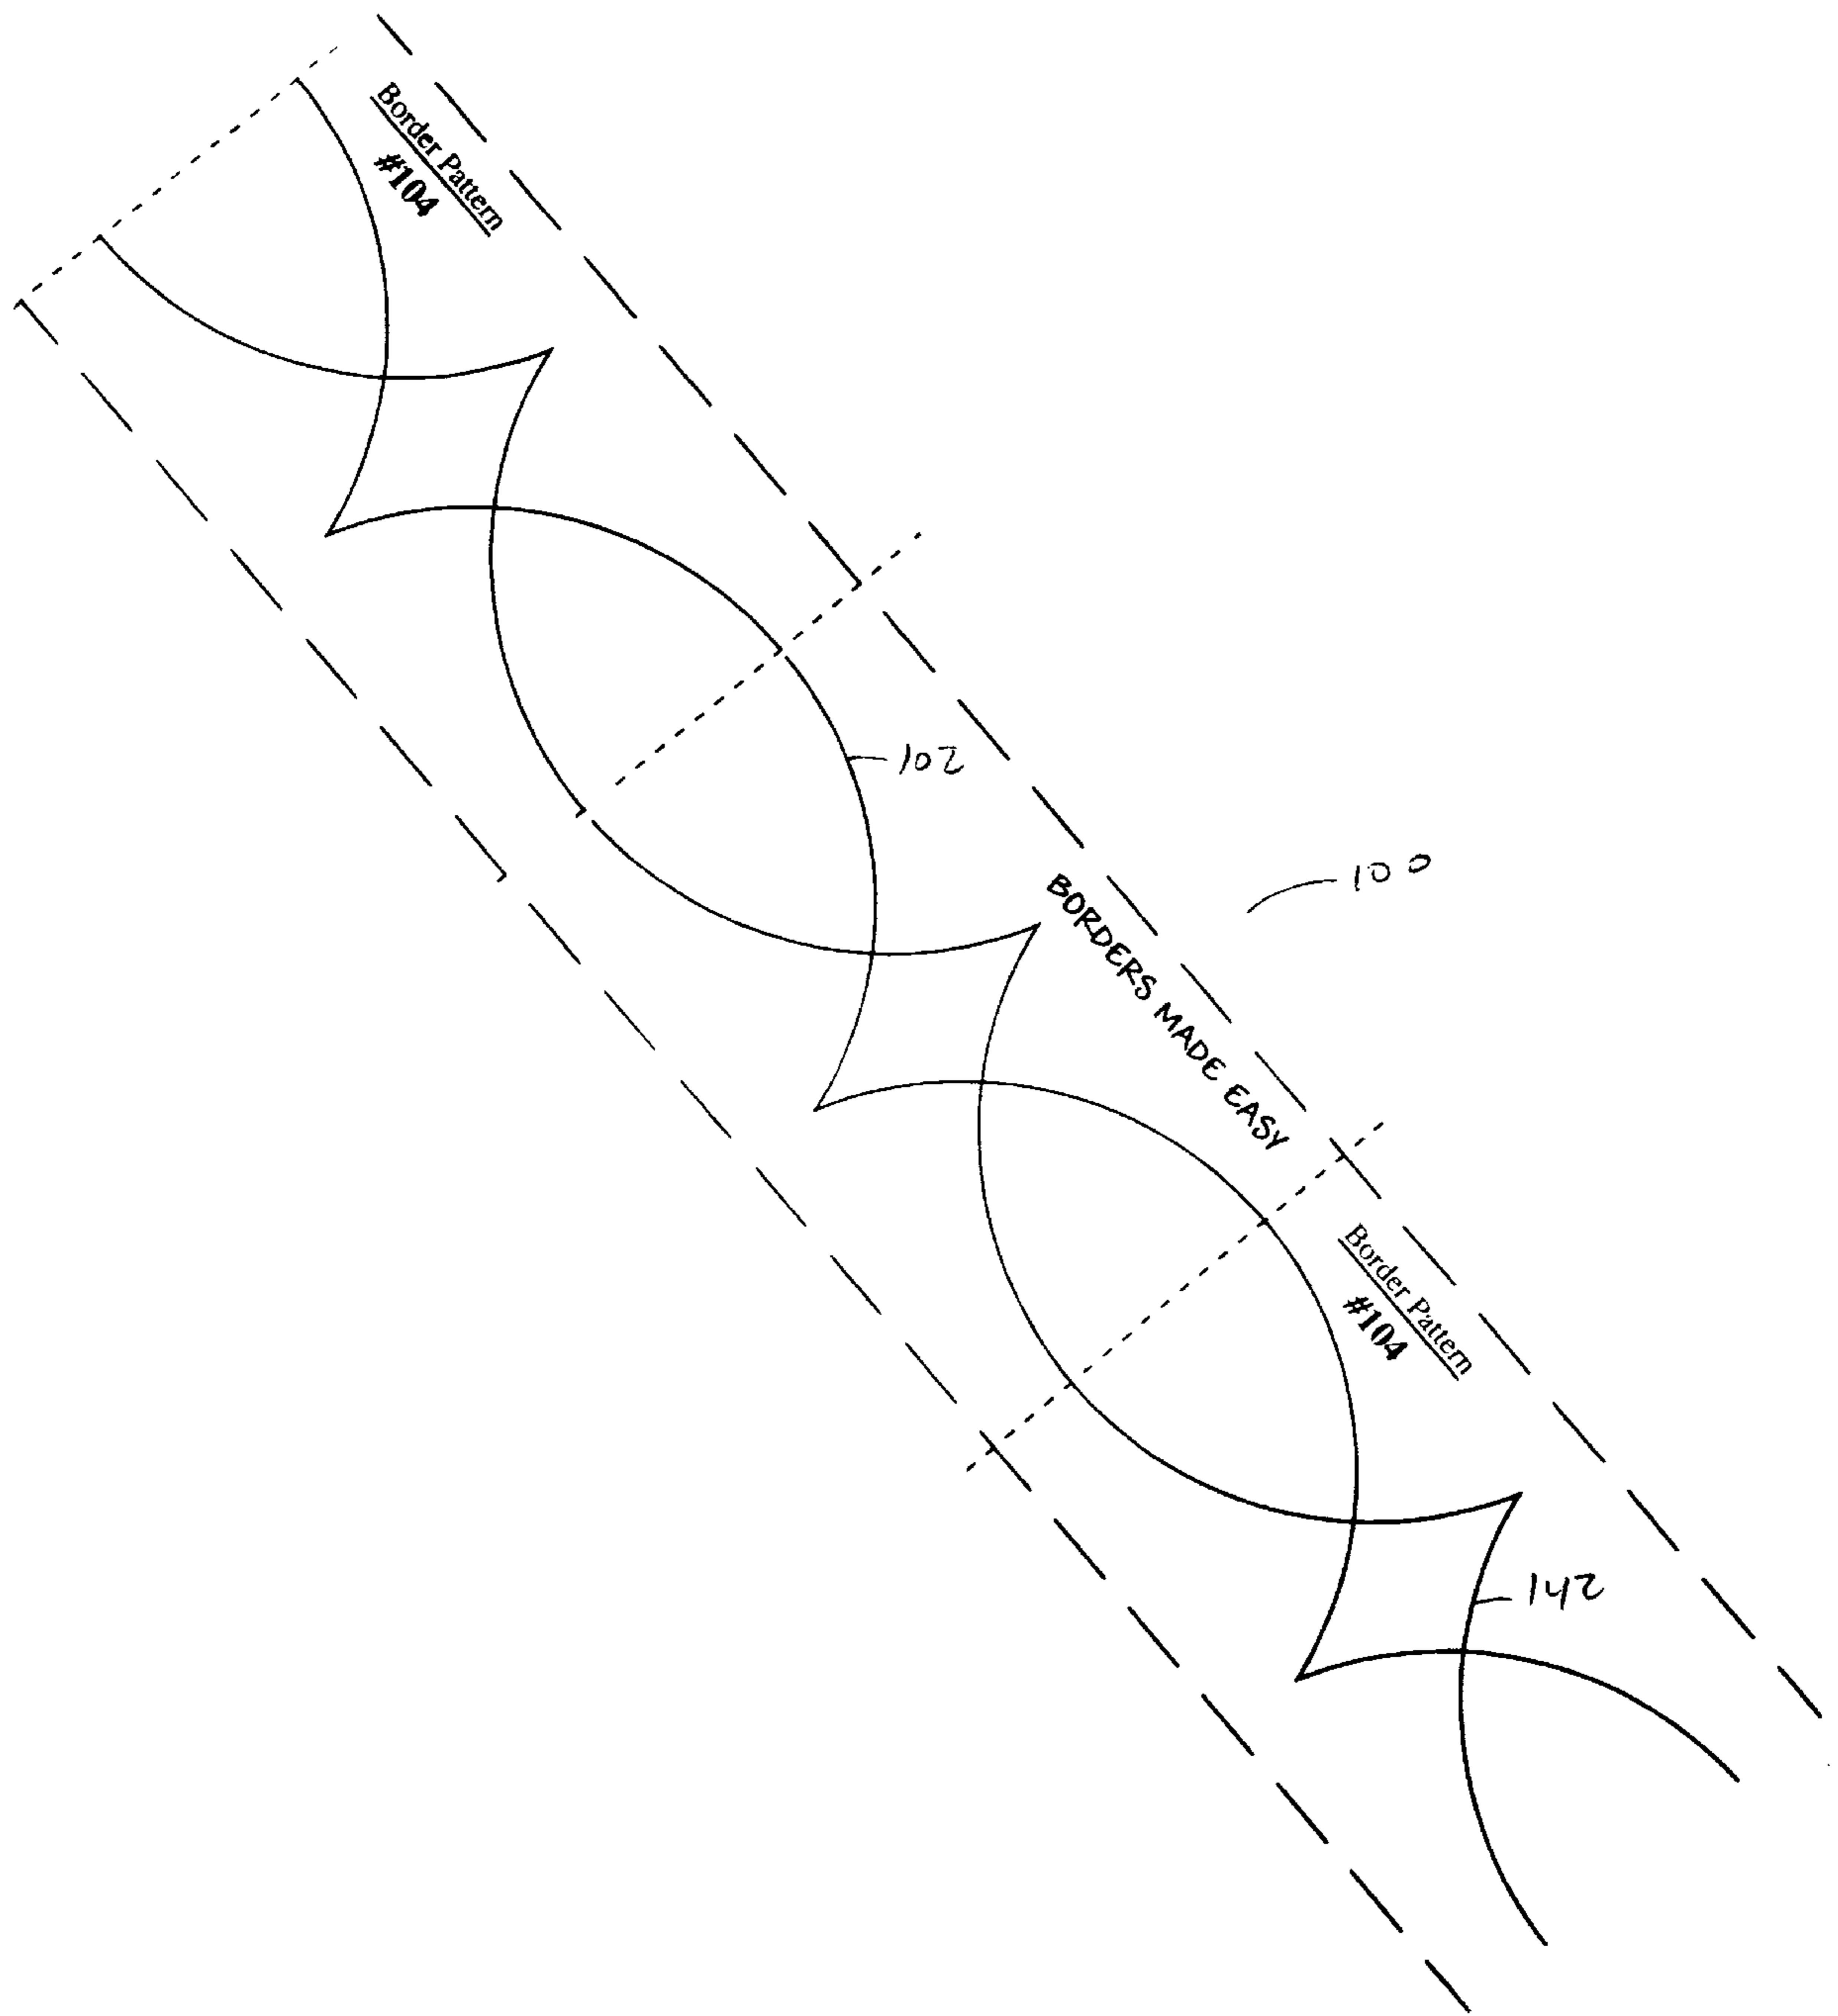 Border Pattern
#104
102
100
BORDERS MADE EASY
Border Pattern
#104
142